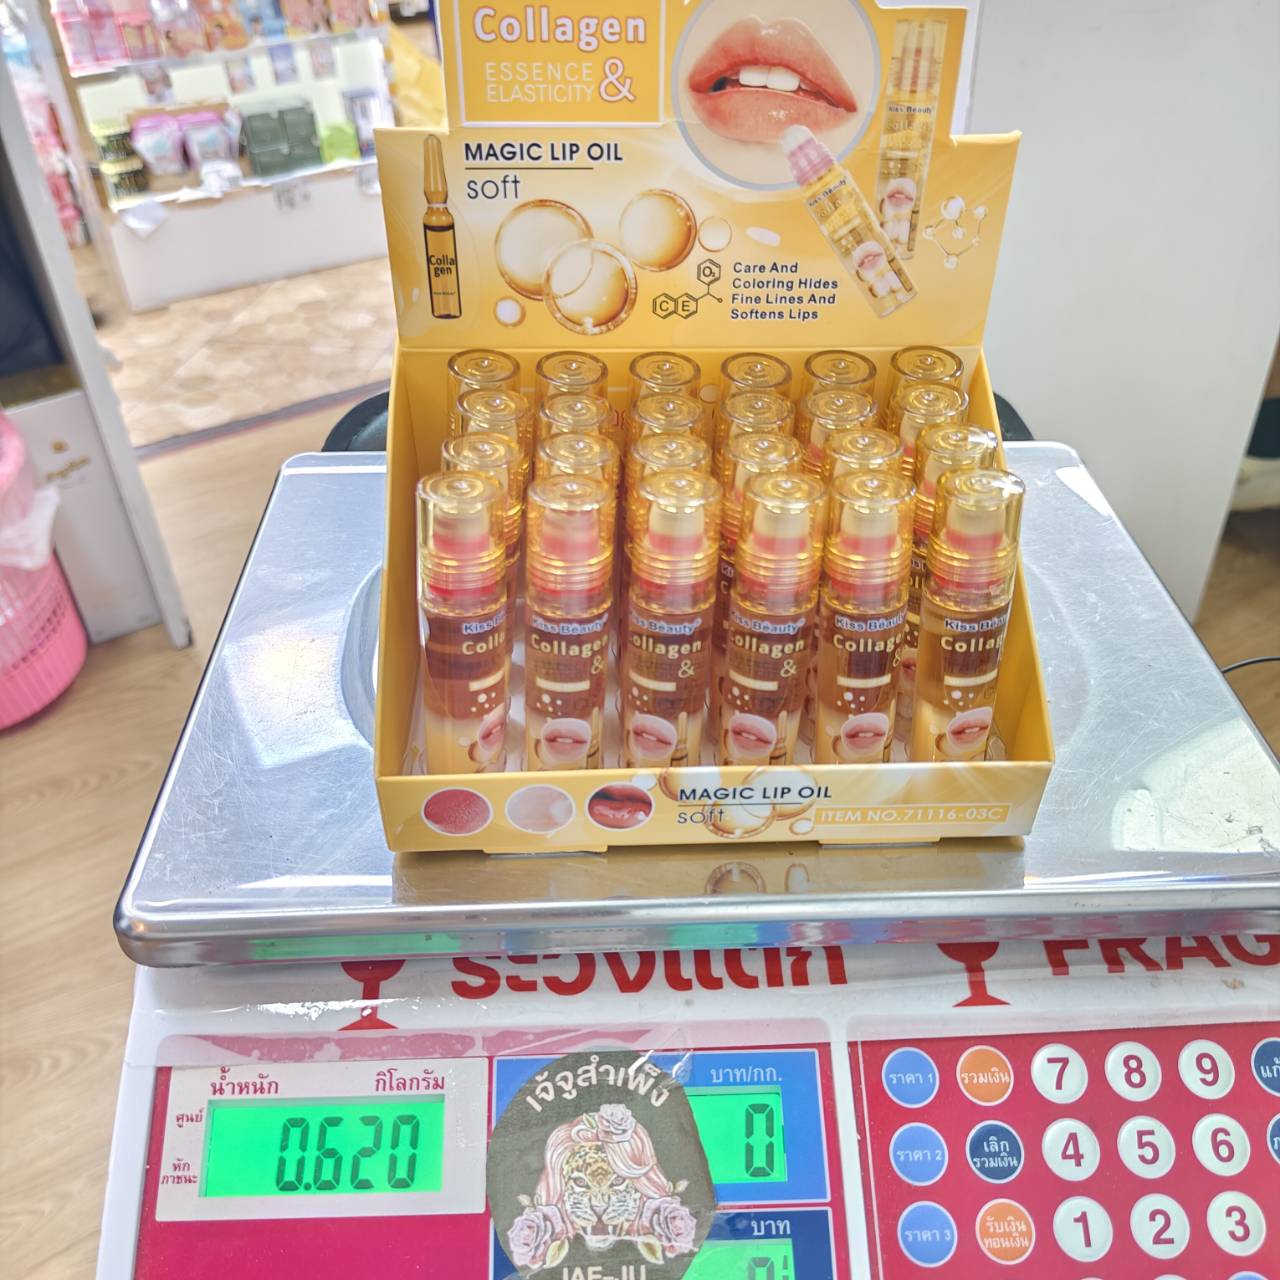 Collagen
ESSENCE
ELASTICITY &
MAGIC LIP OIL
soft
Colla
gen
Kiss Beauty
Care And
Coloring Hides
Fine Lines And
Softens Lips
O₂
C E
Kiss Beauty
Collagen
&
MAGIC LIP OIL
soft
ITEM NO.71116-03C
ระวังแตก FRAG
น้ำหนัก กิโลกรัม
ศูนย์
หัก
ภาชนะ
0.620
เจ้จูสำเพ็ง
JAE-JU
บาท/กก.
0
บาท
ราคา 1 รวมเงิน 7 8 9
ราคา 2 เลิก รวมเงิน 4 5 6
ราคา 3 รับเงิน ทอนเงิน 1 2 3